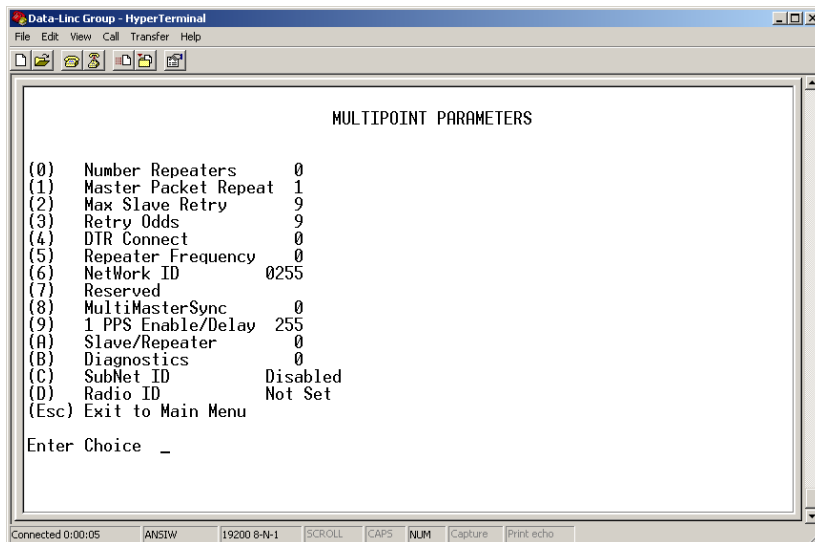 Data-Linc Group - HyperTerminal
File Edit View Call Transfer Help
MULTIPOINT PARAMETERS
(0) Number Repeaters 0
(1) Master Packet Repeat 1
(2) Max Slave Retry 9
(3) Retry Odds 9
(4) DTR Connect 0
(5) Repeater Frequency 0
(6) NetWork ID 0255
(7) Reserved
(8) MultiMasterSync 0
(9) 1 PPS Enable/Delay 255
(A) Slave/Repeater 0
(B) Diagnostics 0
(C) SubNet ID Disabled
(D) Radio ID Not Set
(Esc) Exit to Main Menu
Enter Choice _
Connected 0:00:05 ANSIW 19200 8-N-1 SCROLL CAPS NUM Capture Print echo